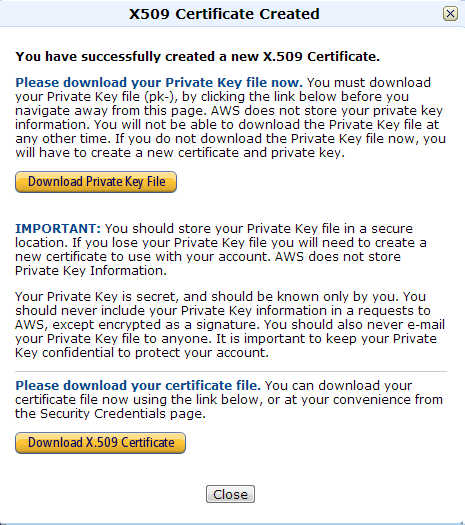 X509 Certificate Created
You have successfully created a new X.509 Certificate.
Please download your Private Key file now. You must download
your Private Key file (pk-), by clicking the link below before you
navigate away from this page. AWS does not store your private key
information. You will not be able to download the Private Key file at
any other time. If you do not download the Private Key file now, you
will have to create a new certificate and private key.
Download Private Key File
IMPORTANT: You should store your Private Key file in a secure
location. If you lose your Private Key file you will need to create a
new certificate to use with your account. AWS does not store
Private Key Information.
Your Private Key is secret, and should be known only by you. You
should never include your Private Key information in a requests to
AWS, except encrypted as a signature. You should also never e-mail
your Private Key file to anyone. It is important to keep your Private
Key confidential to protect your account.
Please download your certificate file. You can download your
certificate file now using the link below, or at your convenience from
the Security Credentials page.
Download X.509 Certificate
Close